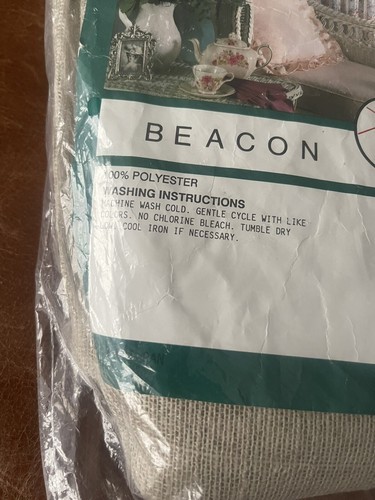 BEACON
100% POLYESTER
WASHING INSTRUCTIONS
MACHINE WASH COLD. GENTLE CYCLE WITH LIKE
COLORS. NO CHLORINE BLEACH. TUMBLE DRY
LOW. COOL IRON IF NECESSARY.